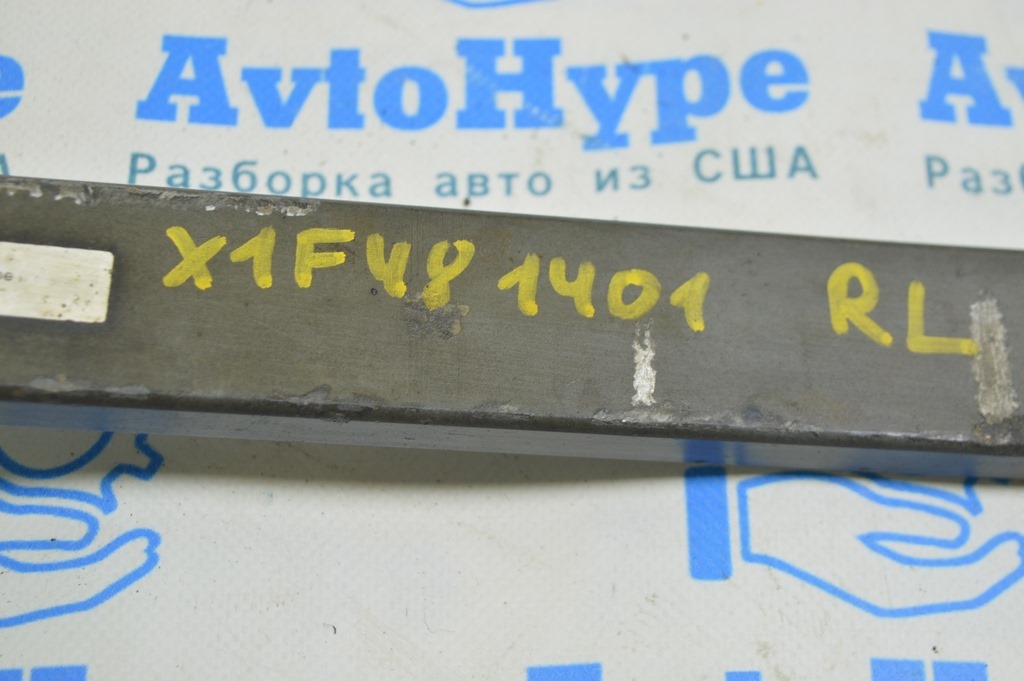 AvtoHype
Разборка авто из США
X1F48 1401 RL